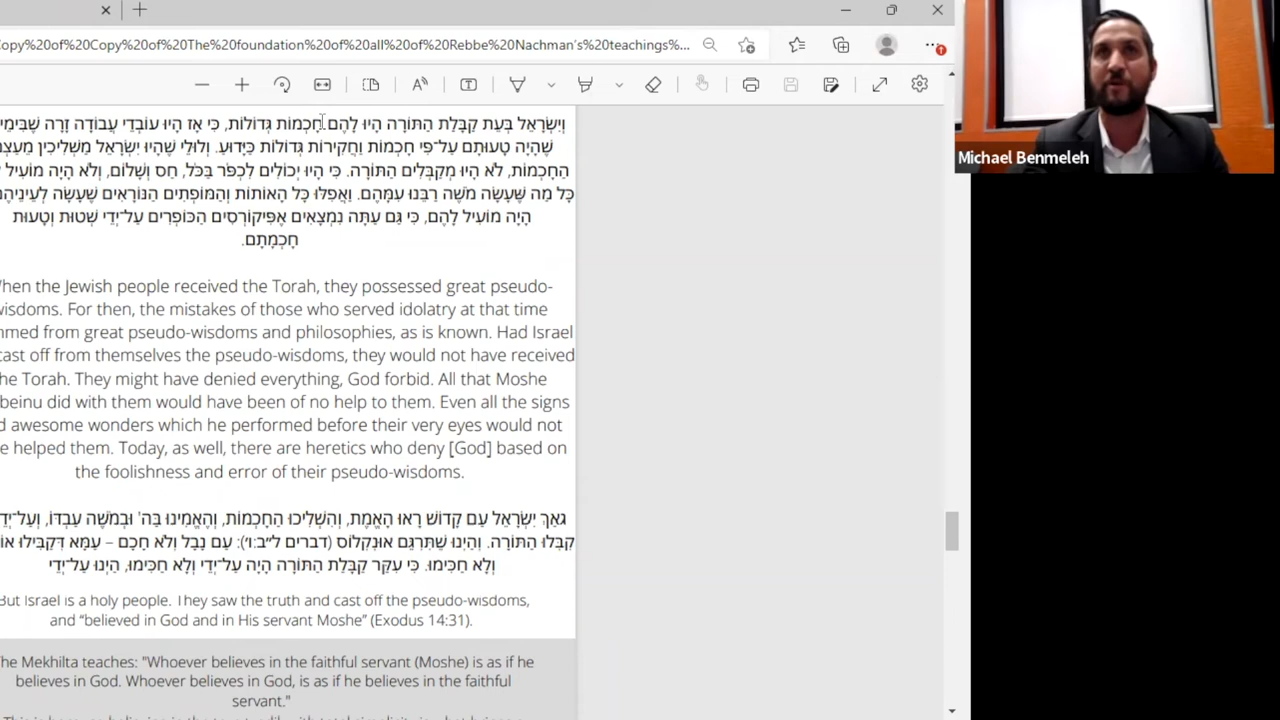 opy%20of%20Copy%20of%20The%20foundation%20of%20all%20of%20Rebbe%20Nachman's%20teachings%...
Michael Benmeleh
וְיִשְׂרָאֵל בְּעֵת קַבָּלַת הַתּוֹרָה הָיוּ לָהֶם חָכְמוֹת גְּדוֹלוֹת, כִּי אָז הָיוּ עוֹבְדֵי עֲבוֹדָה זָרָה שֶׁבִּימֵי
שֶׁהָיָה טָעוּתָם עַל־פִּי חָכְמוֹת וַחֲקִירוֹת גְּדוֹלוֹת כַּיָּדוּעַ. וְלוּלֵי שֶׁהָיוּ יִשְׂרָאֵל מַשְׁלִיכִין מֵעַצְמָ
הַחָכְמוֹת, לֹא הָיוּ מְקַבְּלִים הַתּוֹרָה. כִּי הָיוּ יְכוֹלִים לִכְפֹּר בַּכֹּל, חַס וְשָׁלוֹם, וְלֹא הָיָה מוֹעִיל
כָּל מַה שֶּׁעָשָׂה מֹשֶׁה רַבֵּנוּ עִמָּהֶם. וַאֲפִלּוּ כָּל הָאוֹתוֹת וְהַמּוֹפְתִים הַנּוֹרָאִים שֶׁעָשָׂה לְעֵינֵיהֶם
הָיָה מוֹעִיל לָהֶם, כִּי גַּם עַתָּה נִמְצָאִים אֶפִּיקוֹרְסִים הַכּוֹפְרִים עַל־יְדֵי שְׁטוּת וְטָעוּת
חָכְמָתָם.
hen the Jewish people received the Torah, they possessed great pseudo-
wisdoms. For then, the mistakes of those who served idolatry at that time
mmed from great pseudo-wisdoms and philosophies, as is known. Had Israel
cast off from themselves the pseudo-wisdoms, they would not have received
he Torah. They might have denied everything, God forbid. All that Moshe
beinu did with them would have been of no help to them. Even all the signs
d awesome wonders which he performed before their very eyes would not
e helped them. Today, as well, there are heretics who deny [God] based on
the foolishness and error of their pseudo-wisdoms.
אַךְ יִשְׂרָאֵל עַם קָדוֹשׁ רָאוּ הָאֱמֶת, וְהִשְׁלִיכוּ הַחָכְמוֹת, וְהֶאֱמִינוּ בַּה' וּבְמֹשֶׁה עַבְדּוֹ, וְעַל־יְדֵ
קִבְּלוּ הַתּוֹרָה. וְהַיְנוּ שֶׁתִּרְגֵּם אוּנְקְלוֹס (דברים ל״ב:ו׳): עַם נָבָל וְלֹא חָכָם – עַמָּא דְּקַבִּילוּ אוֹ
וְלָא חַכִּימוּ. כִּי עִקַּר קַבָּלַת הַתּוֹרָה הָיָה עַל־יְדֵי וְלָא חַכִּימוּ, הַיְנוּ עַל־יְדֵי
But Israel is a holy people. They saw the truth and cast off the pseudo-wisdoms,
and “believed in God and in His servant Moshe” (Exodus 14:31).
he Mekhilta teaches: "Whoever believes in the faithful servant (Moshe) is as if he
believes in God. Whoever believes in God, is as if he believes in the faithful
servant."